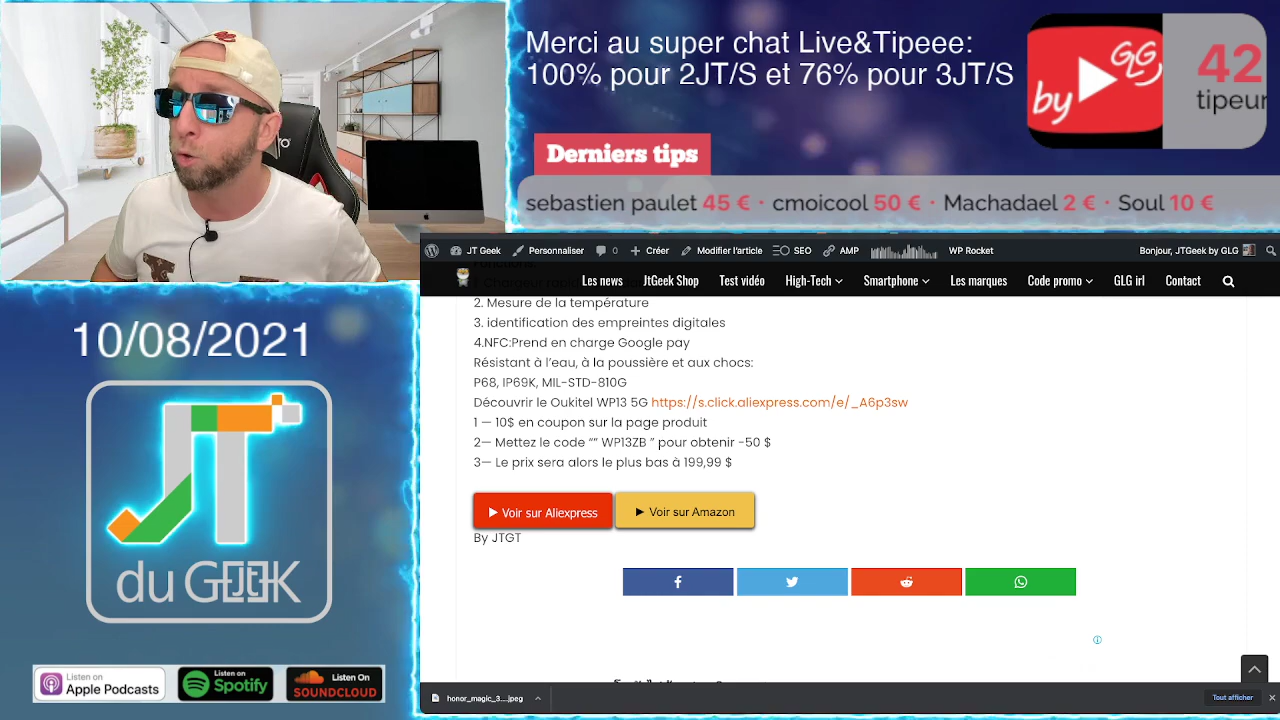 Merci au super chat Live&Tipeee:
100% pour 2JT/S et 76% pour 3JT/S
by GLG
42
tipeur
Derniers tips
sebastien paulet 45 € · cmoicool 50 € · Machadael 2 € · Soul 10 €
JT Geek Personnaliser 0 Créer Modifier l'article SEO AMP WP Rocket Bonjour, JTGeek by GLG
Les news JtGeek Shop Test vidéo High-Tech Smartphone Les marques Code promo GLG irl Contact
2. Mesure de la température
3. identification des empreintes digitales
4.NFC:Prend en charge Google pay
Résistant à l'eau, à la poussière et aux chocs:
P68, IP69K, MIL-STD-810G
Découvrir le Oukitel WP13 5G https://s.click.aliexpress.com/e/_A6p3sw
1 — 10$ en coupon sur la page produit
2— Mettez le code “” WP13ZB ” pour obtenir -50 $
3— Le prix sera alors le plus bas à 199,99 $
▶ Voir sur Aliexpress ▶ Voir sur Amazon
By JTGT
honor_magic_3....jpeg
Tout afficher
10/08/2021
JT
du GEEK
Listen on
Apple Podcasts
Listen on
Spotify
Listen On
SOUNDCLOUD